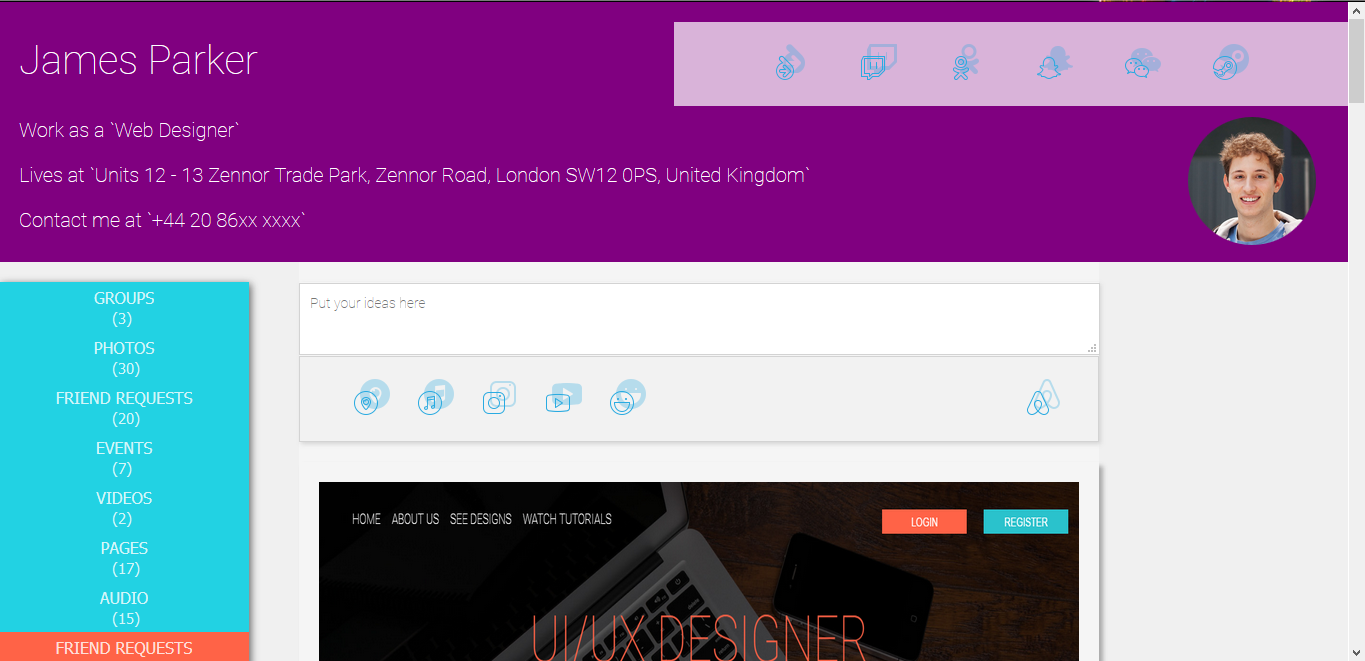 James Parker
Work as a `Web Designer`
Lives at `Units 12 - 13 Zennor Trade Park, Zennor Road, London SW12 0PS, United Kingdom`
Contact me at `+44 20 86xx xxxx`
GROUPS
(3)
PHOTOS
(30)
FRIEND REQUESTS
(20)
EVENTS
(7)
VIDEOS
(2)
PAGES
(17)
AUDIO
(15)
FRIEND REQUESTS
Put your ideas here
HOME ABOUT US SEE DESIGNS WATCH TUTORIALS
LOGIN REGISTER
UI/UX DESIGNER